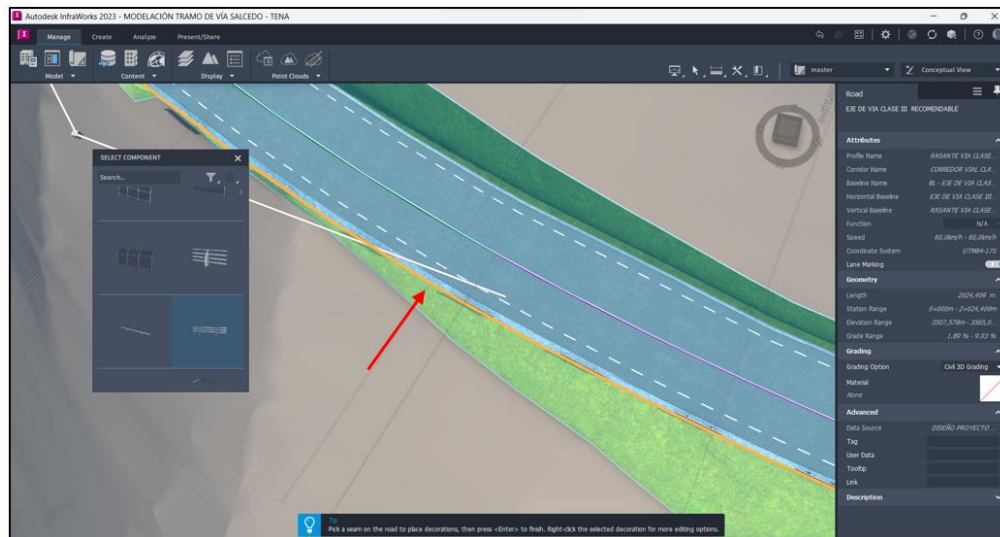 Autodesk InfraWorks 2023 - MODELACIÓN TRAMO DE VÍA SALCEDO - TENA
Manage Create Analyze Present/Share
Model Content Display Point Clouds
master Conceptual View
Road
EJE DE VIA CLASE III RECOMENDABLE
SELECT COMPONENT
Search...
Attributes
Profile Name RASANTE VIA CLASE...
Corridor Name CORREDOR VIAL CLA...
Baseline Name BL - EJE DE VIA CLAS...
Horizontal Baseline EJE DE VIA CLASE III...
Vertical Baseline RASANTE VIA CLASE...
Function N/A
Speed 60,0km/h - 60,0km/h
Coordinate System UTM84-17S
Lane Marking
Geometry
Length 2024,409 m
Station Range 0+000m - 2+024,409m
Elevation Range 3507,578m - 3565,0...
Grade Range 1.89 % - 9.03 %
Grading
Grading Option Civil 3D Grading
Material
None
Advanced
Data Source DISEÑO PROYECTO ...
Tag
User Data
Tooltip
Link
Description
Tip
Pick a seam on the road to place decorations, then press <Enter> to finish. Right-click the selected decoration for more editing options.